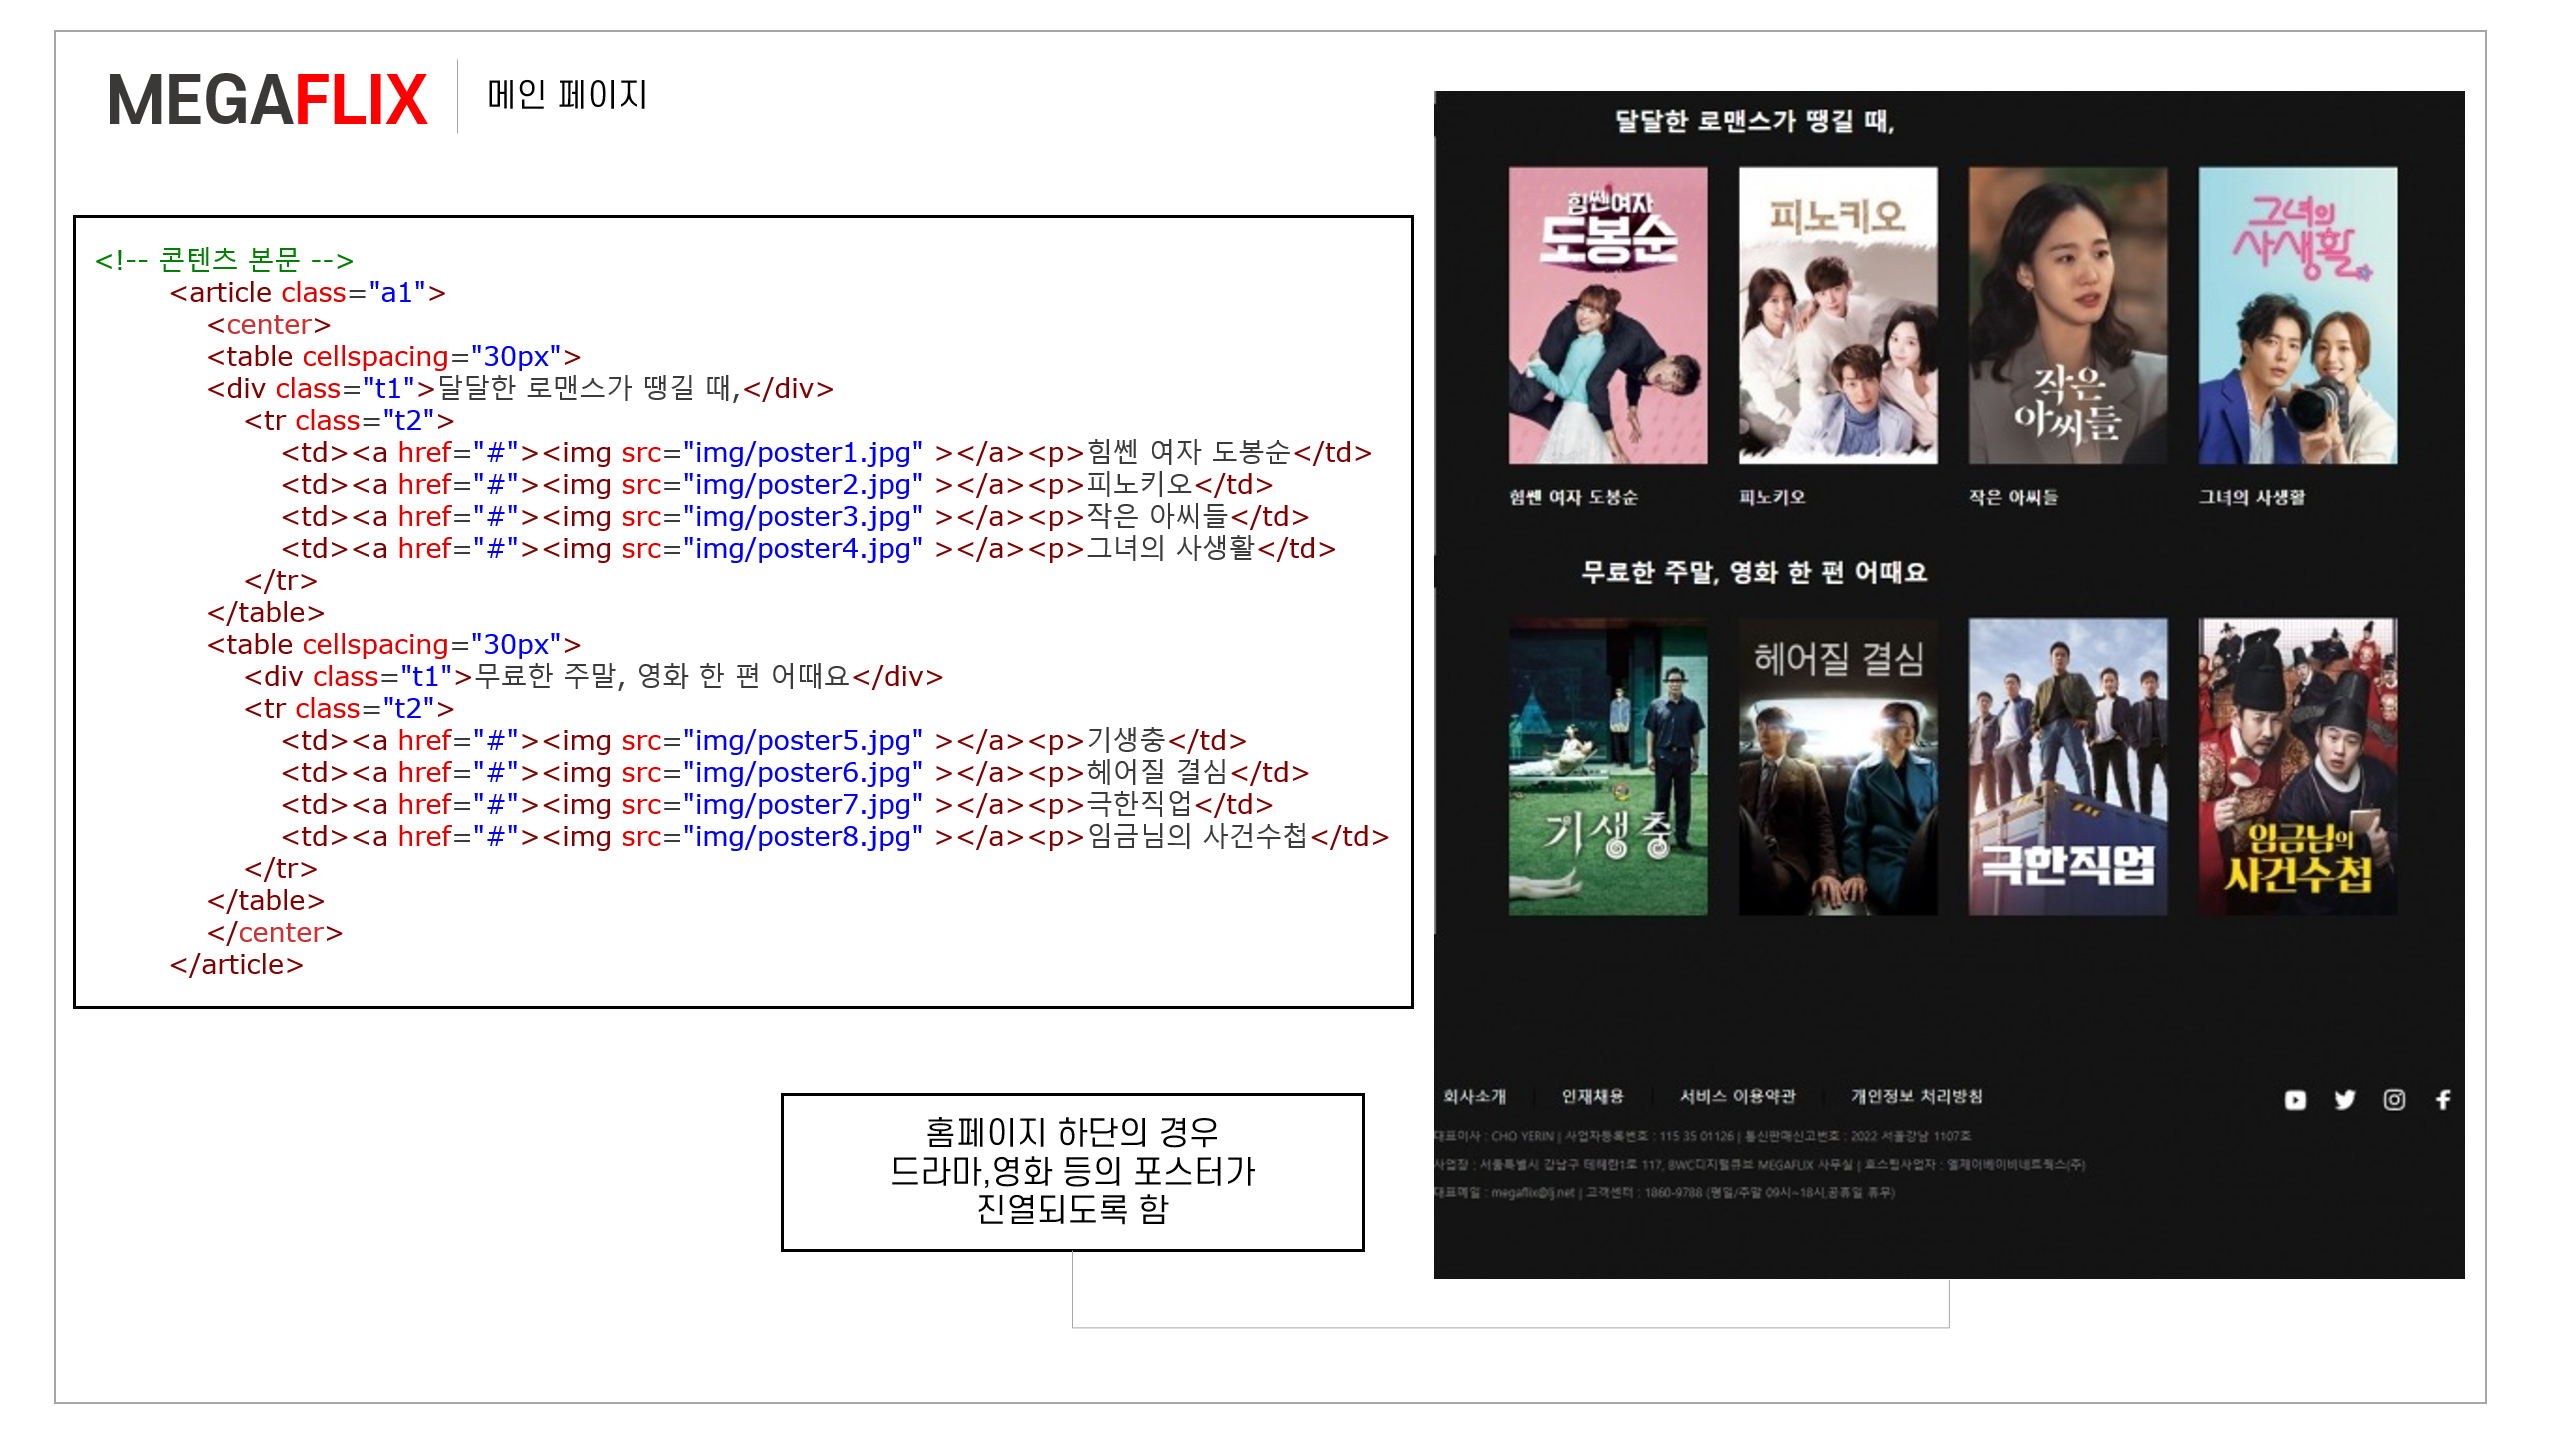 MEGAFLIX
메인 페이지
<!-- 콘텐츠 본문 -->
<article class="a1">
<center>
<table cellspacing="30px">
<div class="t1">달달한 로맨스가 땡길 때,</div>
<tr class="t2">
<td><a href="#"><img src="img/poster1.jpg" ></a><p>힘쎈 여자 도봉순</td>
<td><a href="#"><img src="img/poster2.jpg" ></a><p>피노키오</td>
<td><a href="#"><img src="img/poster3.jpg" ></a><p>작은 아씨들</td>
<td><a href="#"><img src="img/poster4.jpg" ></a><p>그녀의 사생활</td>
</tr>
</table>
<table cellspacing="30px">
<div class="t1">무료한 주말, 영화 한 편 어때요</div>
<tr class="t2">
<td><a href="#"><img src="img/poster5.jpg" ></a><p>기생충</td>
<td><a href="#"><img src="img/poster6.jpg" ></a><p>헤어질 결심</td>
<td><a href="#"><img src="img/poster7.jpg" ></a><p>극한직업</td>
<td><a href="#"><img src="img/poster8.jpg" ></a><p>임금님의 사건수첩</td>
</tr>
</table>
</center>
</article>
홈페이지 하단의 경우
드라마,영화 등의 포스터가
진열되도록 함
달달한 로맨스가 땡길 때,
힘쎈여자
도봉순
피노키오
작은
아씨들
그녀의
사생활
힘쎈 여자 도봉순
피노키오
작은 아씨들
그녀의 사생활
무료한 주말, 영화 한 편 어때요
기생충
헤어질 결심
극한직업
임금님의
사건수첩
회사소개
인재채용
서비스 이용약관
개인정보 처리방침
대표이사 : CHO YERIN | 사업자등록번호 : 115 35 01126 | 통신판매신고번호 : 2022 서울강남 1107호
사업장 : 서울특별시 강남구 테헤란1로 117, 8WC디지털큐브 MEGAFLIX 사무실 | 호스팅사업자 : 엘제이베이비네트웍스(주)
대표메일 : megaflix@lj.net | 고객센터 : 1860-9788 (평일/주말 09시~18시,공휴일 휴무)